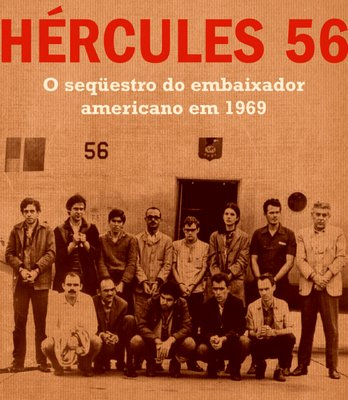 HÉRCULES 56
O seqüestro do embaixador
americano em 1969
56